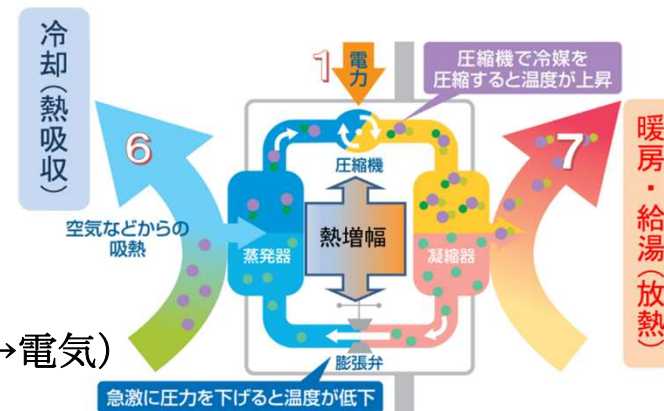 冷却(熱吸収)
1
電力
圧縮機で冷媒を
圧縮すると温度が上昇
6
7
圧縮機
暖房・給湯(放熱)
空気などからの
吸熱
蒸発器
熱増幅
凝縮器
→電気)
膨張弁
急激に圧力を下げると温度が低下